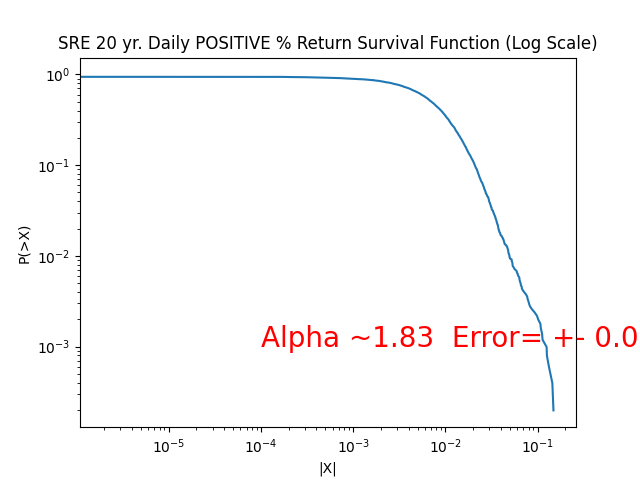 SRE 20 yr. Daily POSITIVE % Return Survival Function (Log Scale)
10⁰
10⁻¹
10⁻²
10⁻³
P(>X)
Alpha ~1.83  Error= +- 0.0
10⁻⁵
10⁻⁴
10⁻³
10⁻²
10⁻¹
|X|